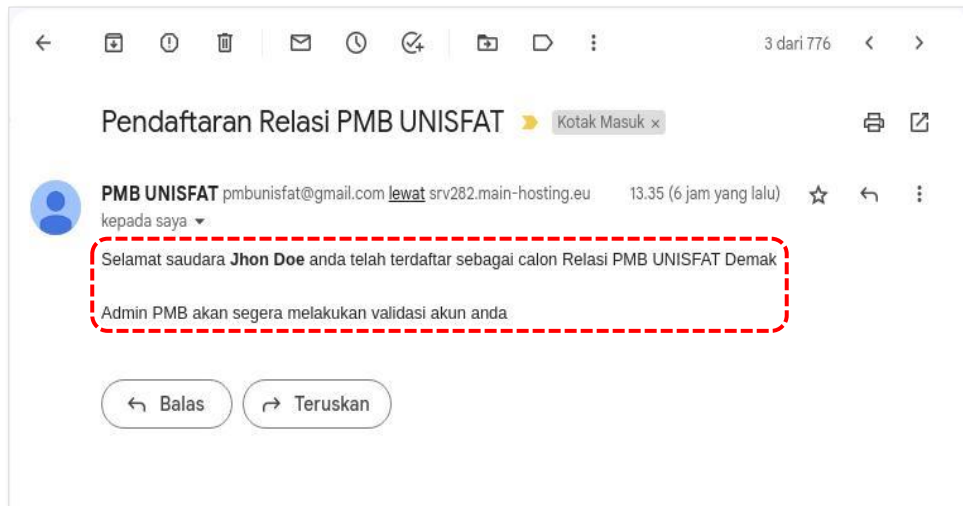 3 dari 776
Pendaftaran Relasi PMB UNISFAT Kotak Masuk ×
PMB UNISFAT pmbunisfat@gmail.com lewat srv282.main-hosting.eu 13.35 (6 jam yang lalu)
kepada saya
Selamat saudara Jhon Doe anda telah terdaftar sebagai calon Relasi PMB UNISFAT Demak
Admin PMB akan segera melakukan validasi akun anda
Balas Teruskan